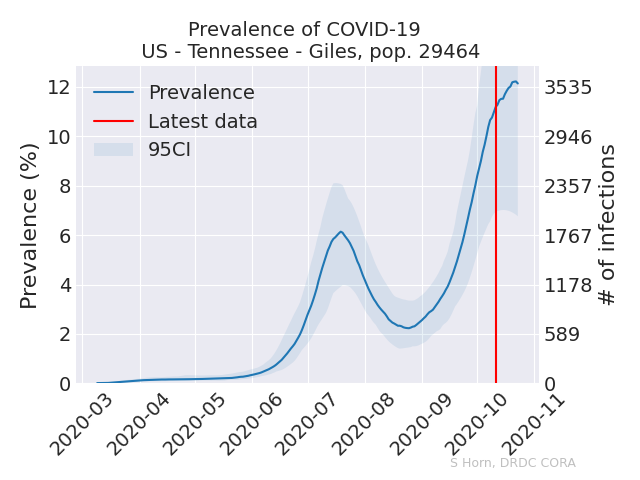 Prevalence of COVID-19
US - Tennessee - Giles, pop. 29464
Prevalence
Latest data
95CI
Prevalence (%)
12
10
8
6
4
2
0
3535
2946
2357
1767
1178
589
0
# of infections
2020-03
2020-04
2020-05
2020-06
2020-07
2020-08
2020-09
2020-10
2020-11
S Horn, DRDC CORA